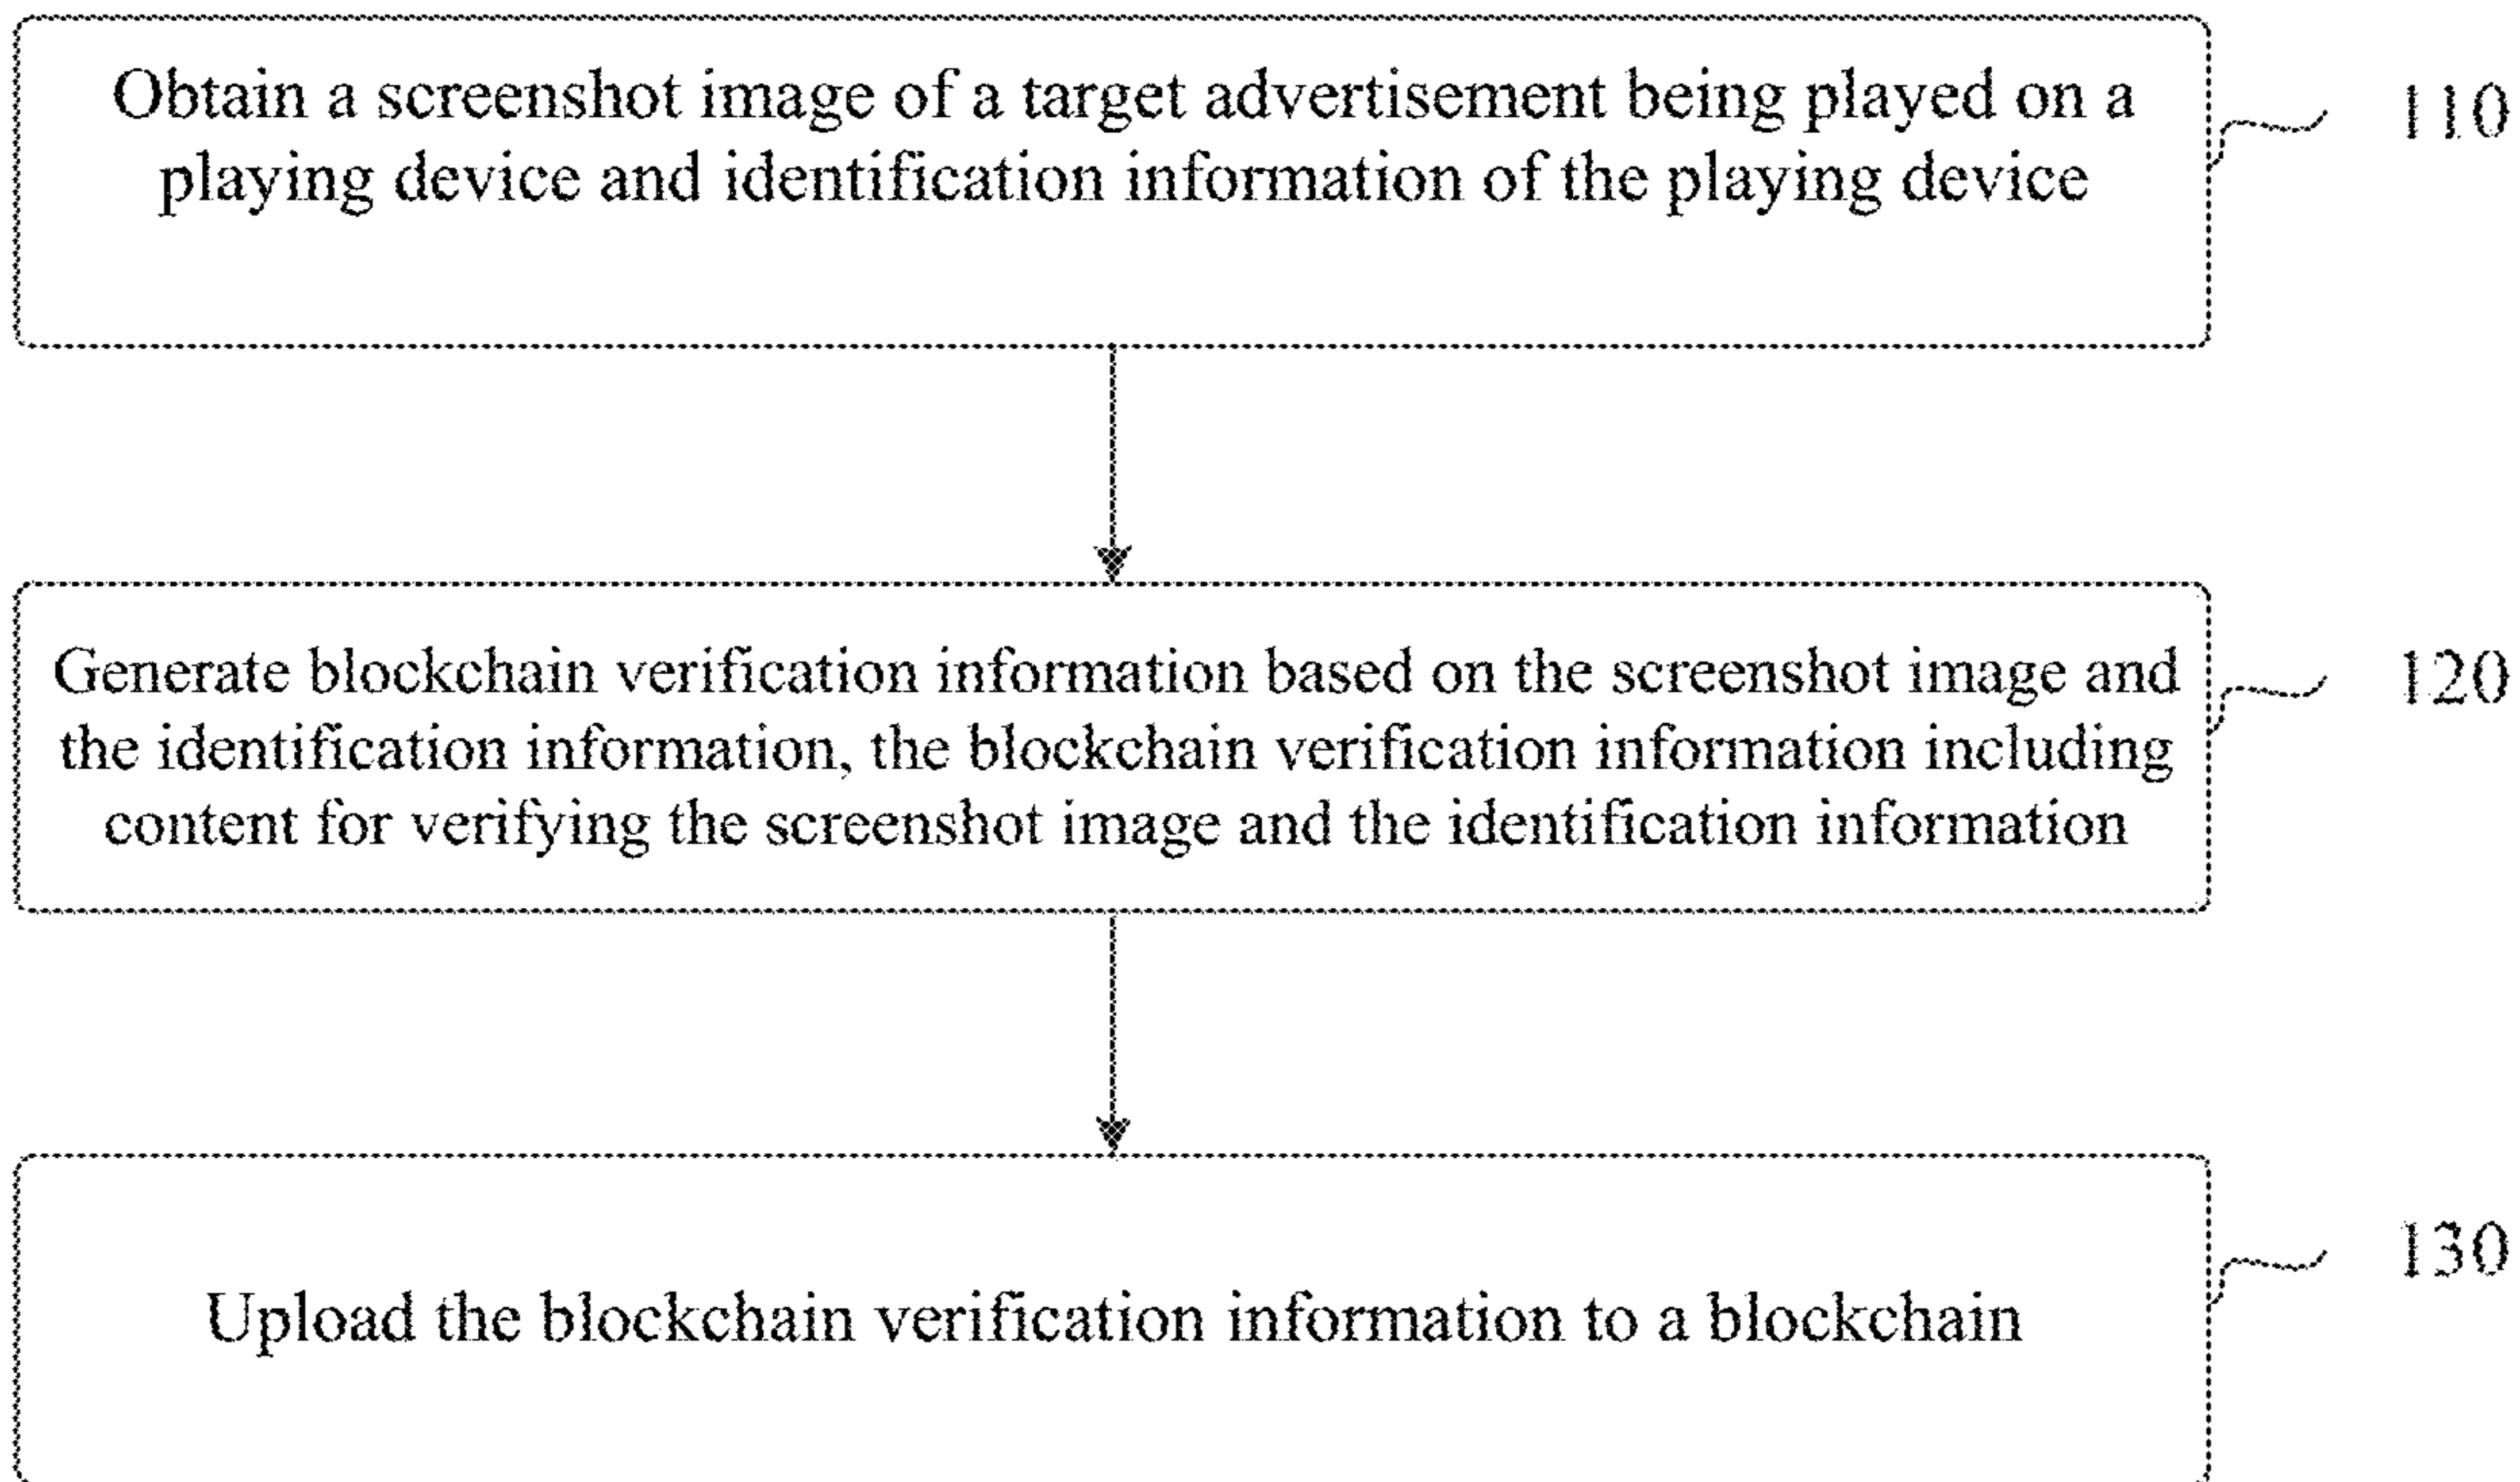 Obtain a screenshot image of a target advertisement being played on a
playing device and identification information of the playing device
110
Generate blockchain verification information based on the screenshot image and
the identification information, the blockchain verification information including
content for verifying the screenshot image and the identification information
120
Upload the blockchain verification information to a blockchain
130